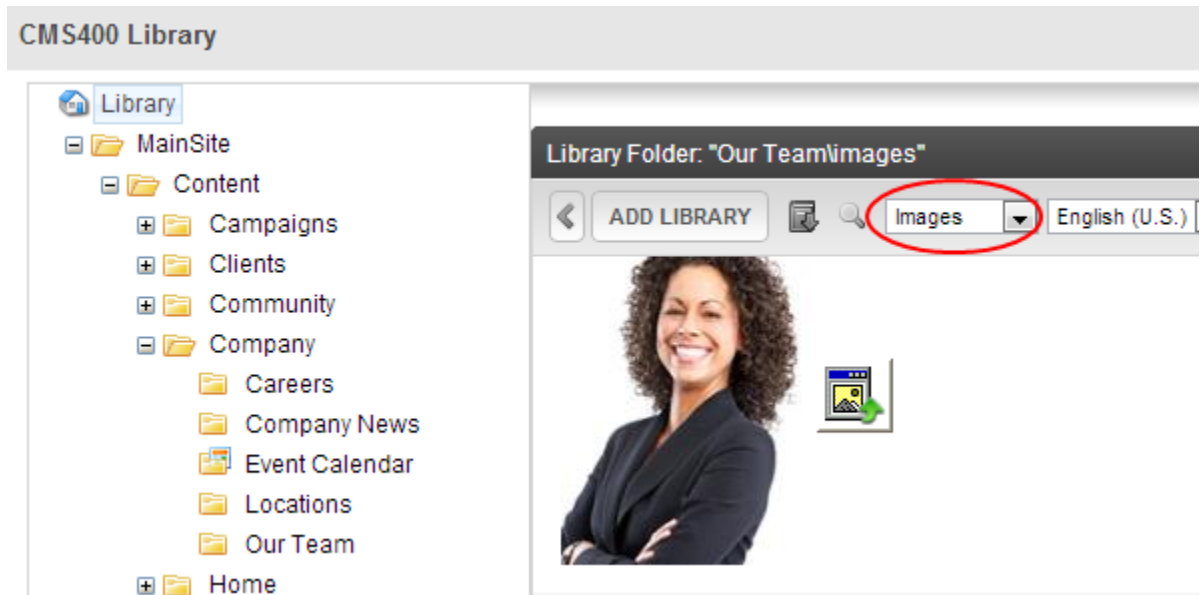 CMS400 Library
Library
MainSite
Content
Campaigns
Clients
Community
Company
Careers
Company News
Event Calendar
Locations
Our Team
Home
Library Folder: "Our Team\images"
ADD LIBRARY Images English (U.S.)